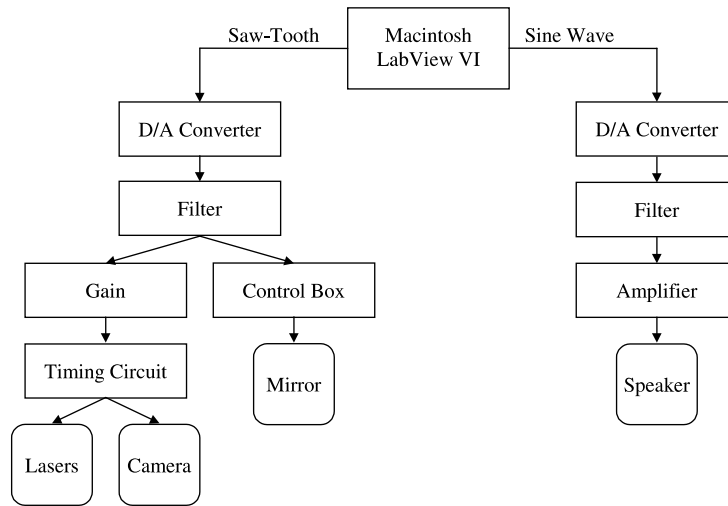 Saw-Tooth
Macintosh
LabView VI
Sine Wave
D/A Converter
D/A Converter
Filter
Filter
Gain
Control Box
Amplifier
Timing Circuit
Mirror
Speaker
Lasers
Camera